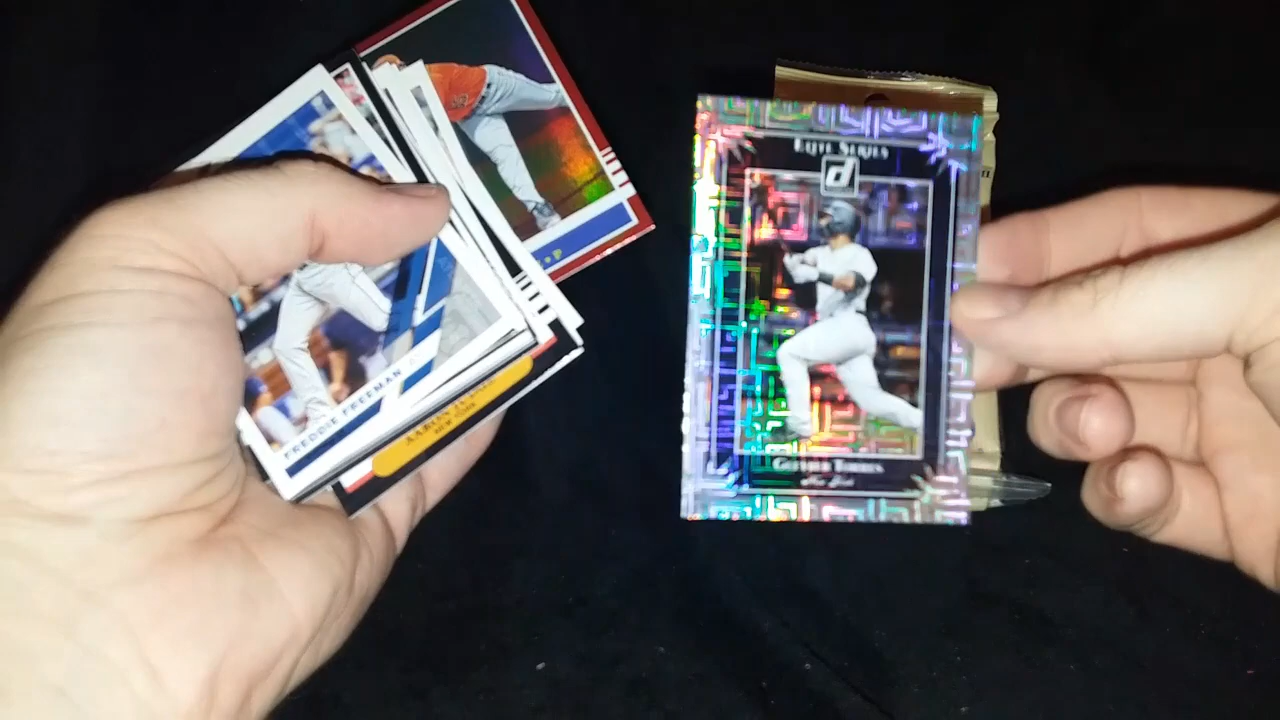 FREDDIE FREEMAN
AARON JUDGE
NEW YORK
ELITE SERIES
d
GLEYBER TORRES
New York